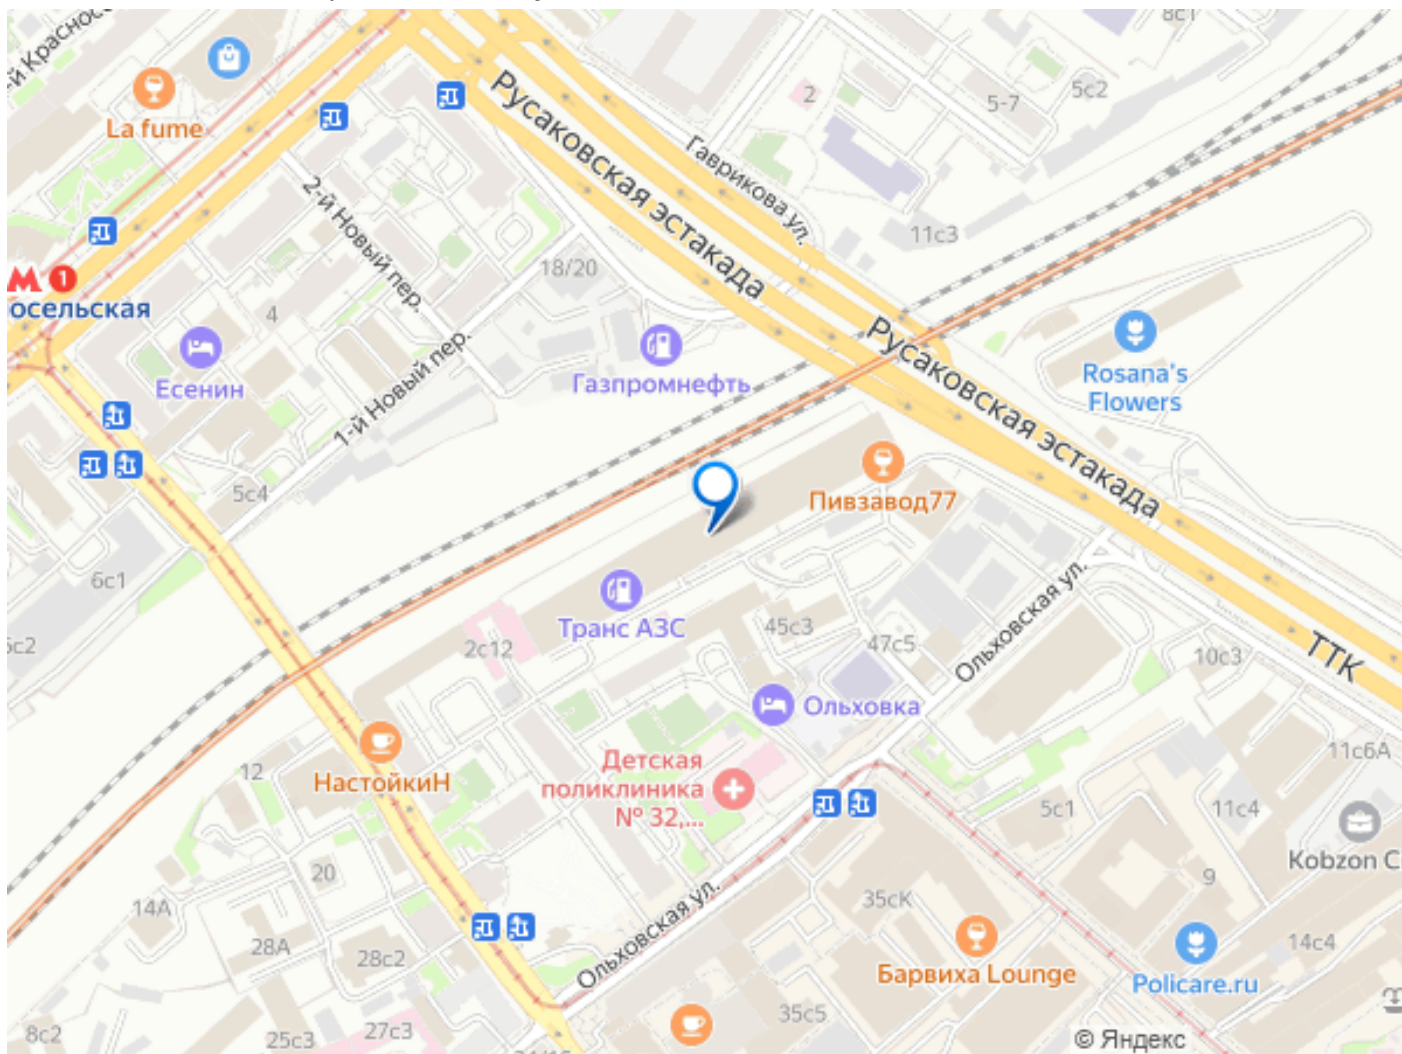 й Красносе
8с1
La fume
Русаковская эстакада
2
5-7
5с2
Гаврикова ул.
11с3
2-й Новый пер.
18/20
М 1
осельская
4
Есенин
1-й Новый пер.
Газпромнефть
Русаковская эстакада
Rosana's
Flowers
5с4
Пивзавод77
6с1
Транс АЗС
45с3
47с5
Ольховская ул.
ТТК
10с3
5с2
2с12
Ольховка
11с6А
Детская
поликлиника
№ 32,...
12
НастойкиН
5с1
11с4
Kobzon C
20
9
14А
35сК
Ольховская ул.
28А
28с2
Барвиха Lounge
14с4
Policare.ru
8с2
25с3
27с3
35с5
© Яндекс